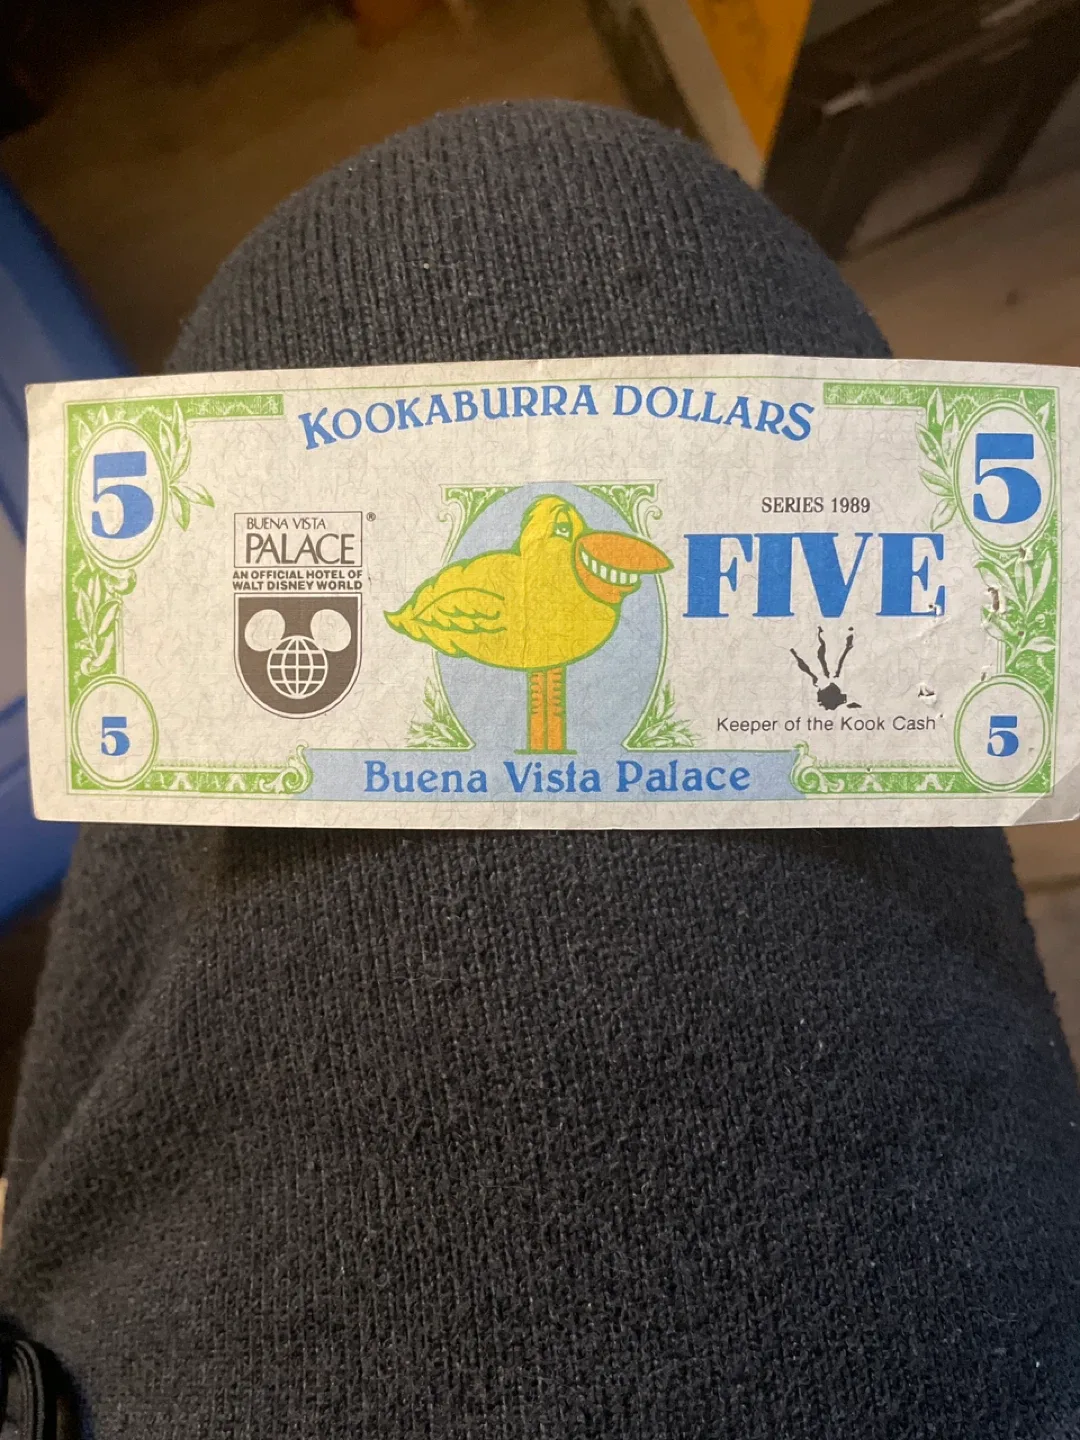 KOOKABURRA DOLLARS
5
5
SERIES 1989
BUENA VISTA ®
PALACE
AN OFFICIAL HOTEL OF
WALT DISNEY WORLD
FIVE
Keeper of the Kook Cash
5
5
Buena Vista Palace